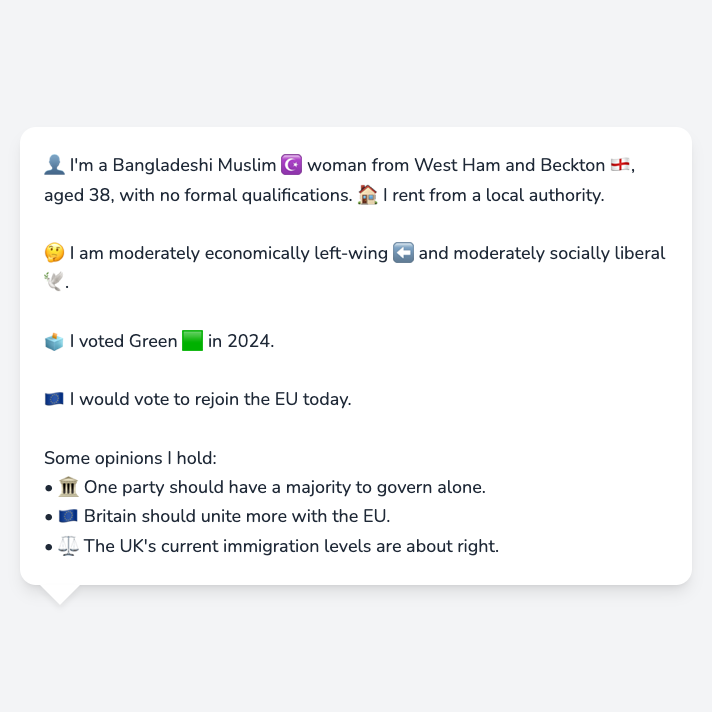 👤 I'm a Bangladeshi Muslim ☪️ woman from West Ham and Beckton 🏴󠁧󠁢󠁥󠁮󠁧󠁿,
aged 38, with no formal qualifications. 🏠 I rent from a local authority.
🤔 I am moderately economically left-wing ⬅️ and moderately socially liberal
🕊️.
🗳️ I voted Green 🟩 in 2024.
🇪🇺 I would vote to rejoin the EU today.
Some opinions I hold:
• 🏛️ One party should have a majority to govern alone.
• 🇪🇺 Britain should unite more with the EU.
• ⚖️ The UK's current immigration levels are about right.